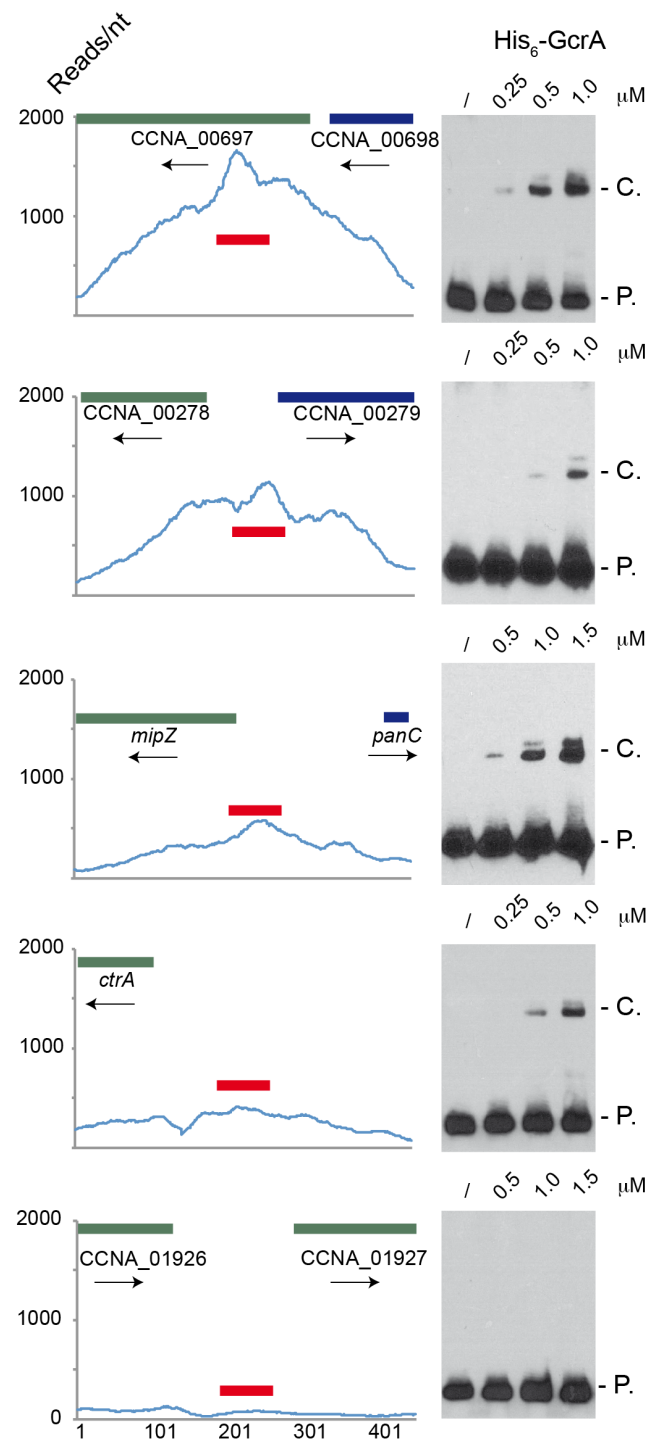 Reads/nt
His6-GcrA
/ 0.25 0.5 1.0 µM
2000
CCNA_00697
CCNA_00698
1000
- C.
- P.
/ 0.25 0.5 1.0 µM
2000
CCNA_00278
CCNA_00279
1000
- C.
- P.
/ 0.5 1.0 1.5 µM
2000
mipZ
panC
1000
- C.
- P.
/ 0.25 0.5 1.0 µM
2000
ctrA
1000
- C.
- P.
/ 0.5 1.0 1.5 µM
2000
CCNA_01926
CCNA_01927
1000
- P.
0
1 101 201 301 401